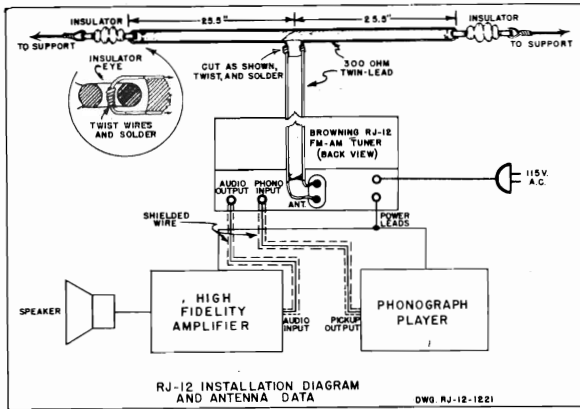 INSULATOR
25.5"
25.5"
INSULATOR
TO SUPPORT
TO SUPPORT
INSULATOR
EYE
CUT AS SHOWN,
TWIST, AND SOLDER
300 OHM
TWIN-LEAD
TWIST WIRES
AND SOLDER
BROWNING RJ-12
FM-AM TUNER
(BACK VIEW)
AUDIO
OUTPUT
PHONO
INPUT
ANT.
115V.
A.C.
SHIELDED
WIRE
POWER
LEADS
SPEAKER
HIGH
FIDELITY
AMPLIFIER
AUDIO
INPUT
PICKUP
OUTPUT
PHONOGRAPH
PLAYER
RJ-12 INSTALLATION DIAGRAM
AND ANTENNA DATA
DWG. RJ-12-1221